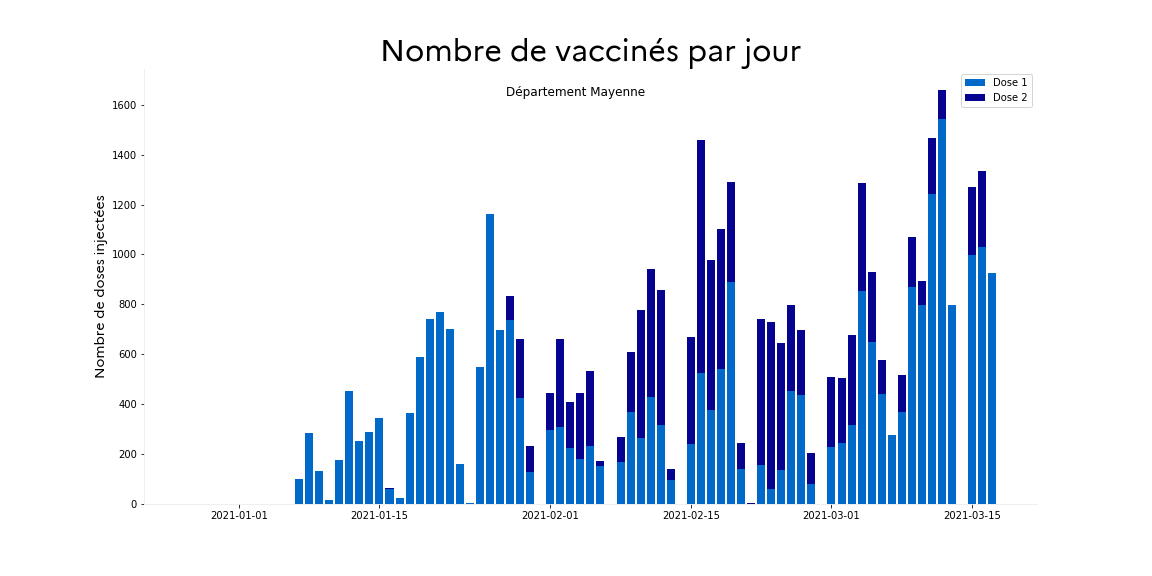 Nombre de vaccinés par jour
Département Mayenne
Dose 1
Dose 2
Nombre de doses injectées
1600
1400
1200
1000
800
600
400
200
0
2021-01-01 2021-01-15 2021-02-01 2021-02-15 2021-03-01 2021-03-15